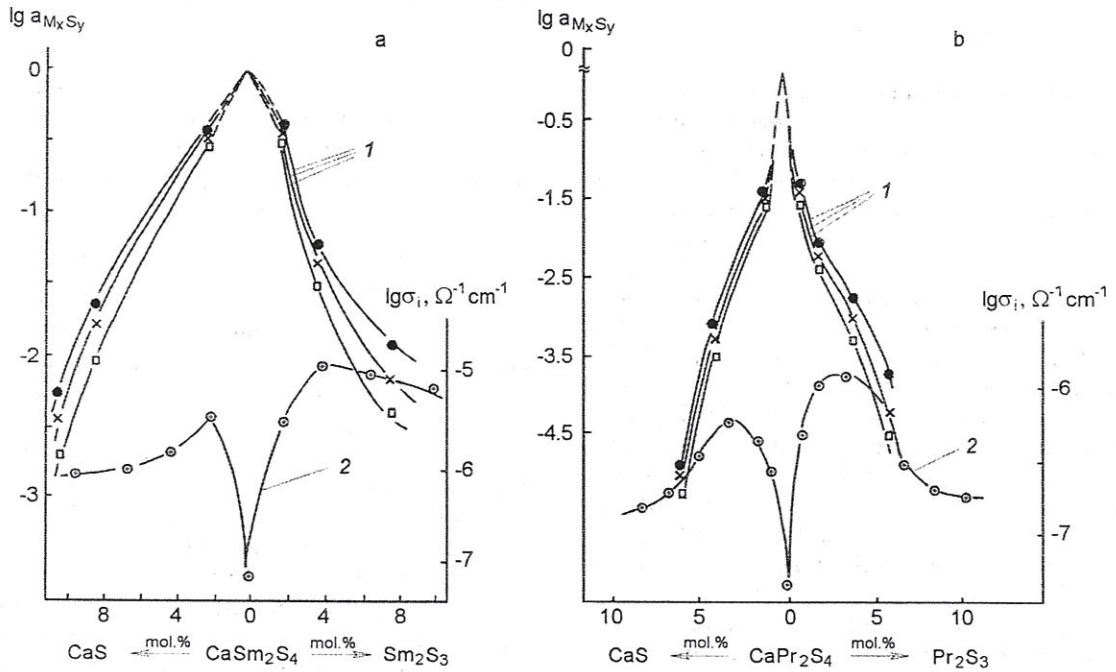 lg a_MxSy
a
0
-1
-2
-3
1
lgσi, Ω⁻¹cm⁻¹
-5
-6
-7
2
8 4 0 4 8
CaS mol.% CaSm₂S₄ mol.% Sm₂S₃
lg a_MxSy
b
0
-0.5
-1.5
-2.5
-3.5
-4.5
1
lgσi, Ω⁻¹cm⁻¹
-6
-7
2
10 5 0 5 10
CaS mol.% CaPr₂S₄ mol.% Pr₂S₃